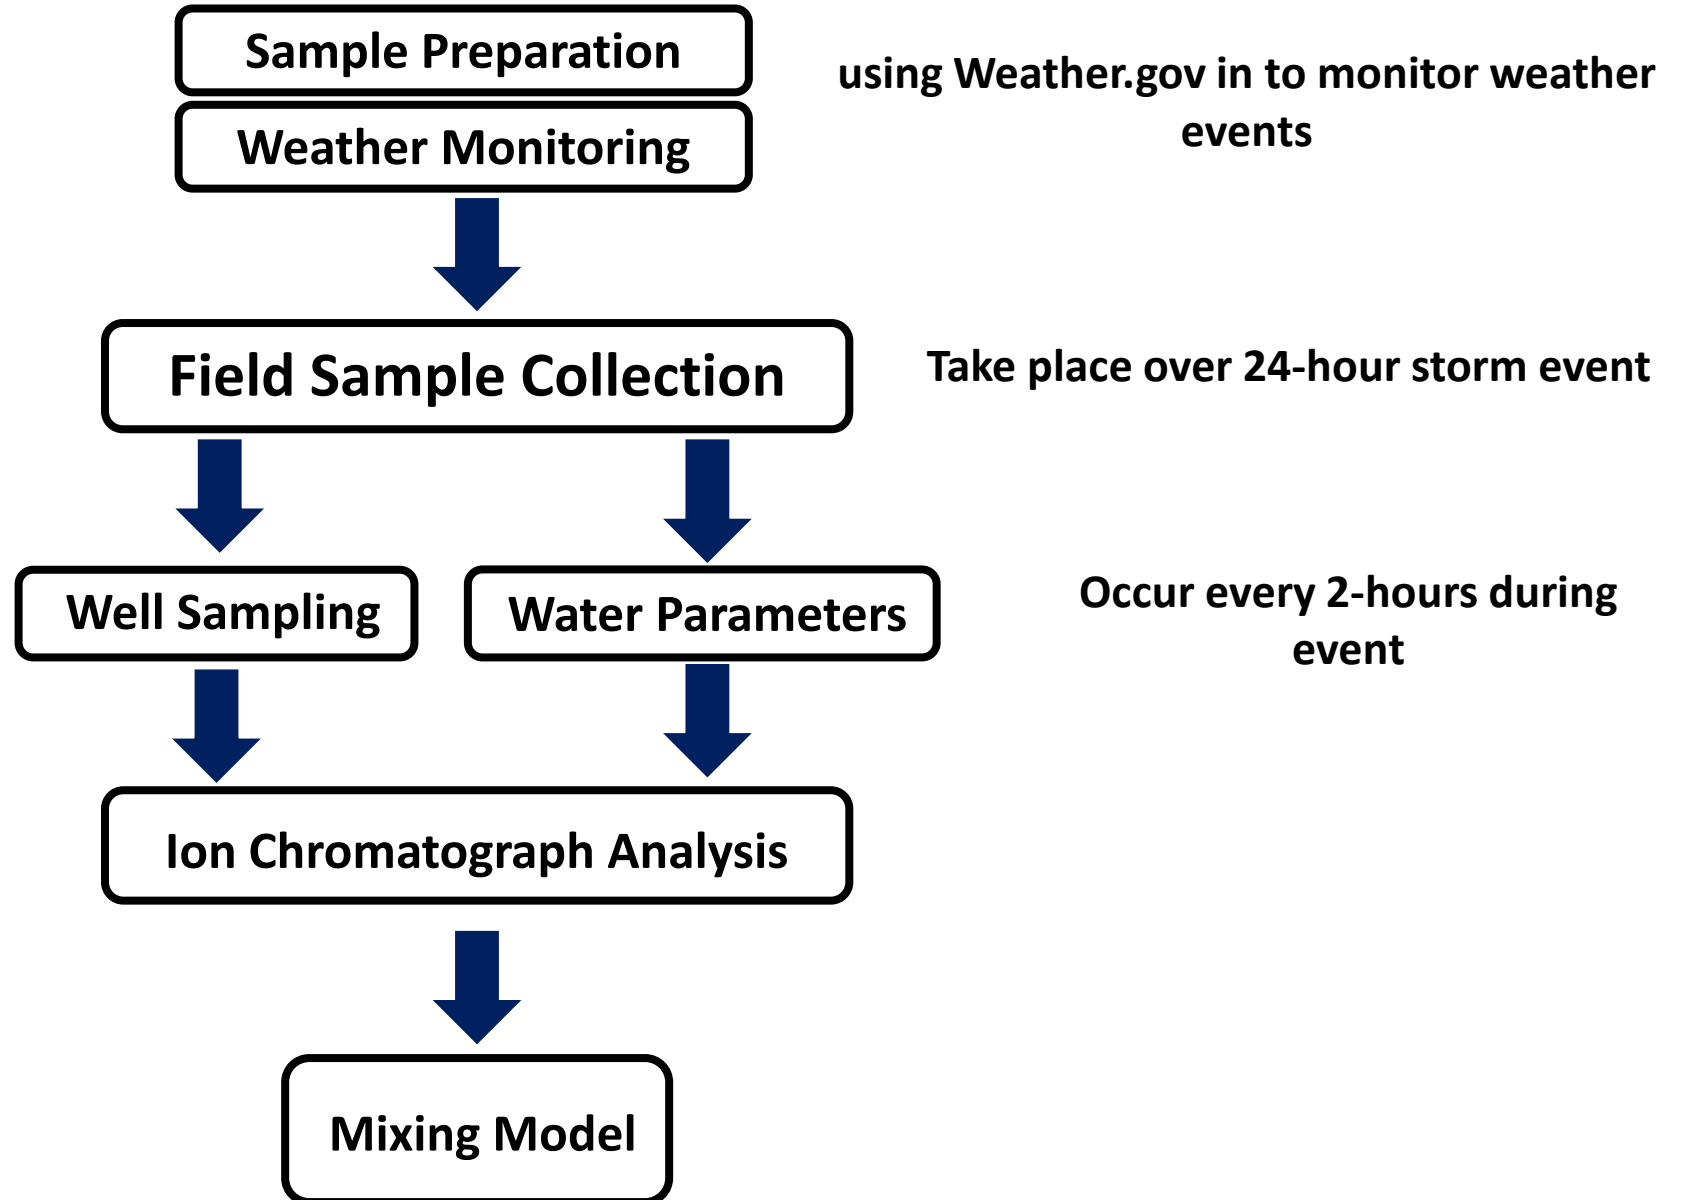 Sample Preparation
using Weather.gov in to monitor weather
events
Weather Monitoring
Field Sample Collection
Take place over 24-hour storm event
Well Sampling
Water Parameters
Occur every 2-hours during
event
Ion Chromatograph Analysis
Mixing Model